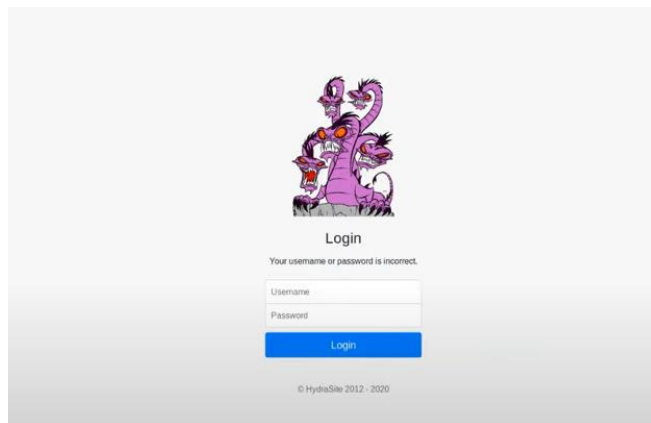 Login
Your username or password is incorrect.
Username
Password
Login
© HydraSite 2012 - 2020